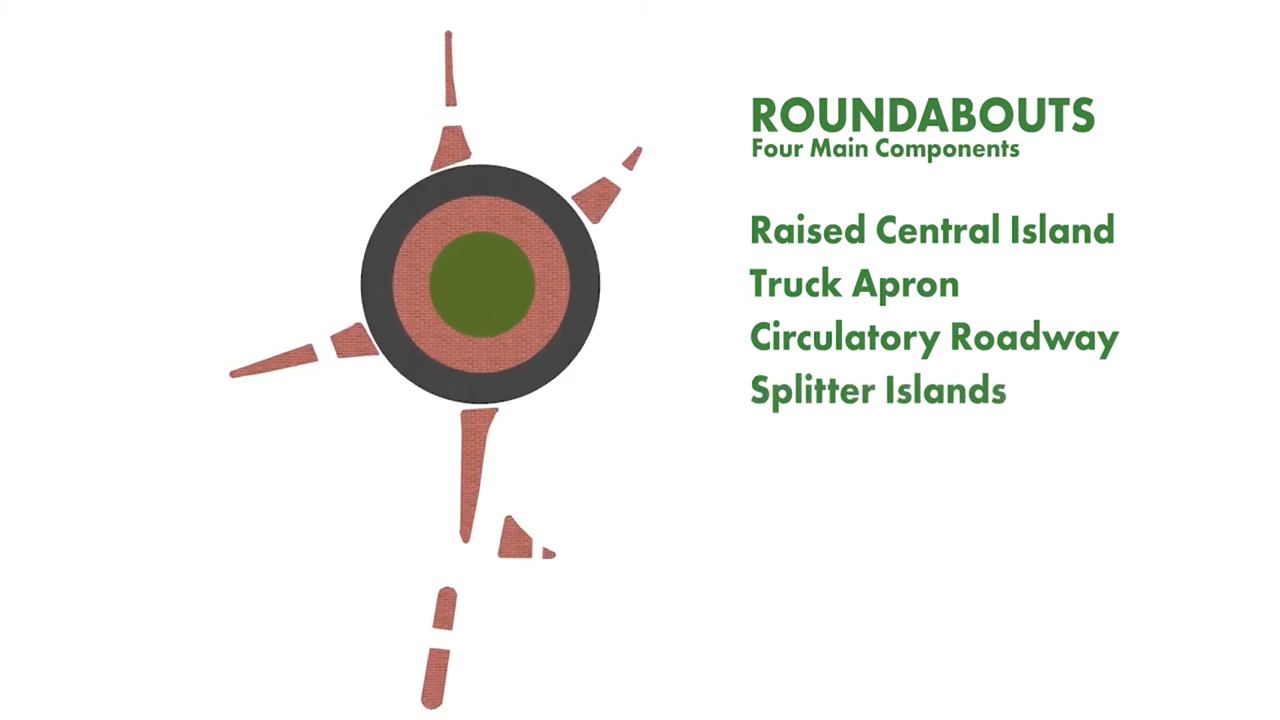 ROUNDABOUTS
Four Main Components
Raised Central Island
Truck Apron
Circulatory Roadway
Splitter Islands